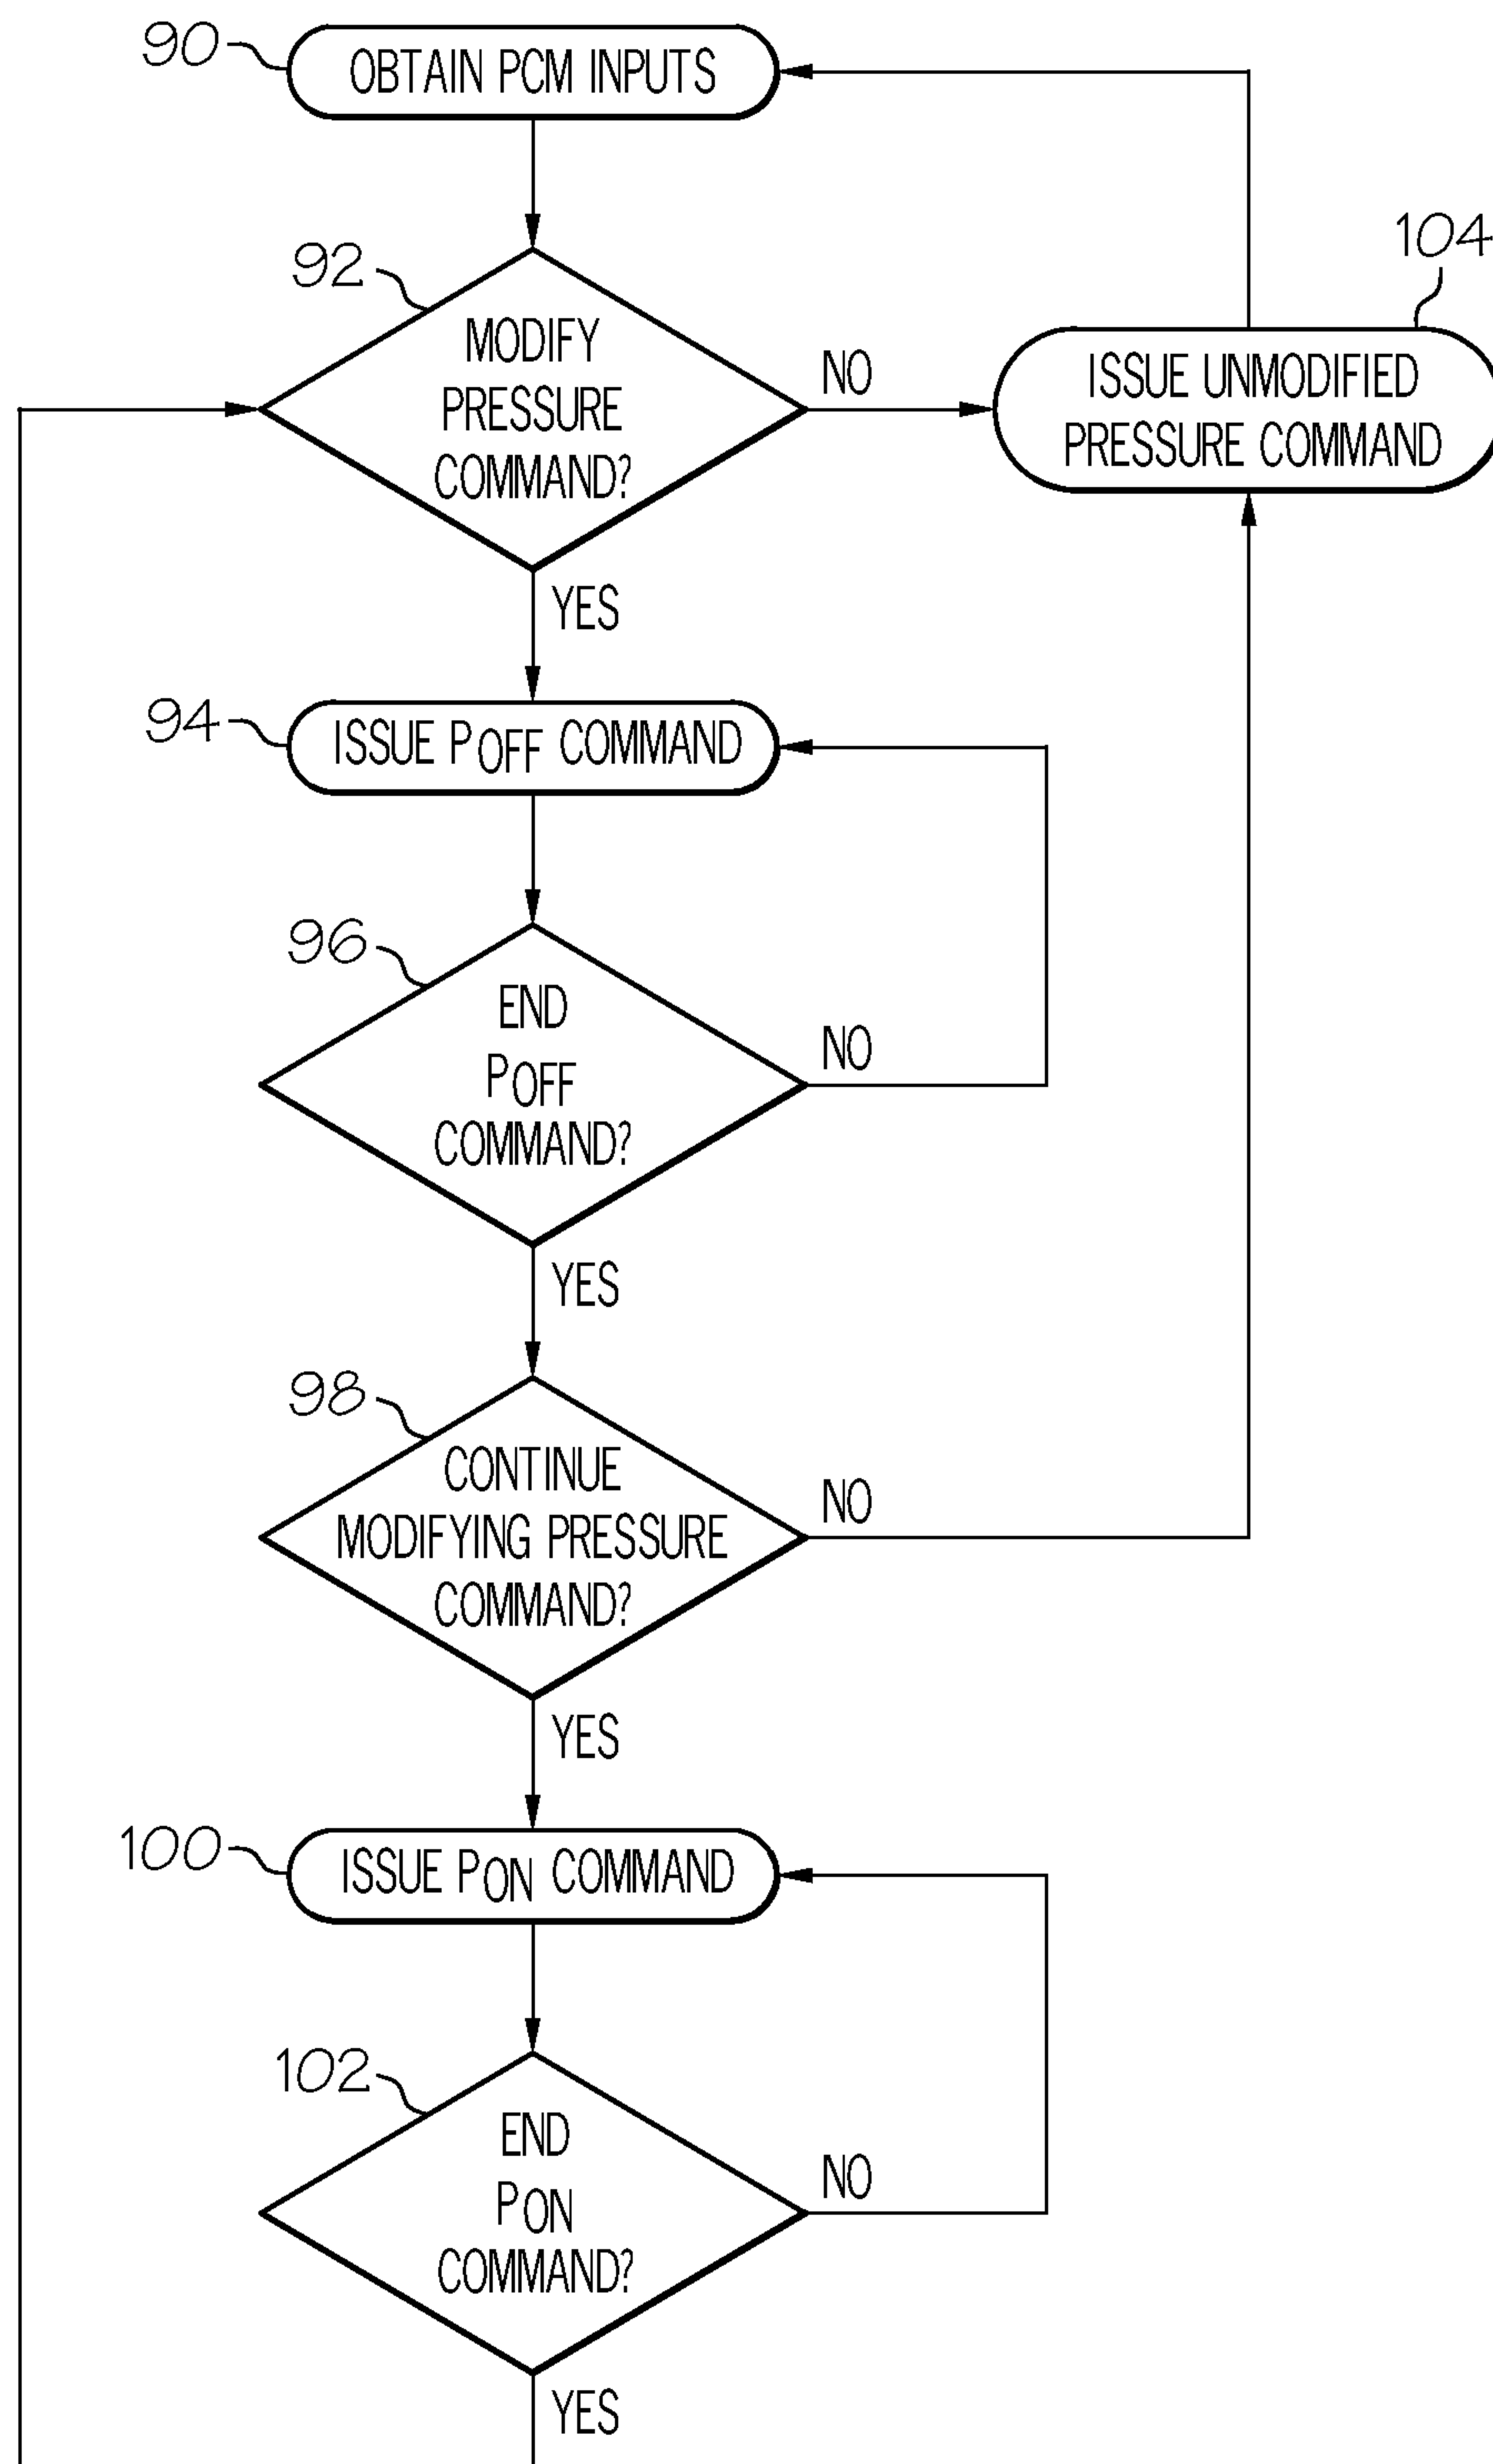 90
OBTAIN PCM INPUTS
92
MODIFY
PRESSURE
COMMAND?
NO
104
ISSUE UNMODIFIED
PRESSURE COMMAND
YES
94
ISSUE POFF COMMAND
96
END
POFF
COMMAND?
NO
YES
98
CONTINUE
MODIFYING PRESSURE
COMMAND?
NO
YES
100
ISSUE PON COMMAND
102
END
PON
COMMAND?
NO
YES